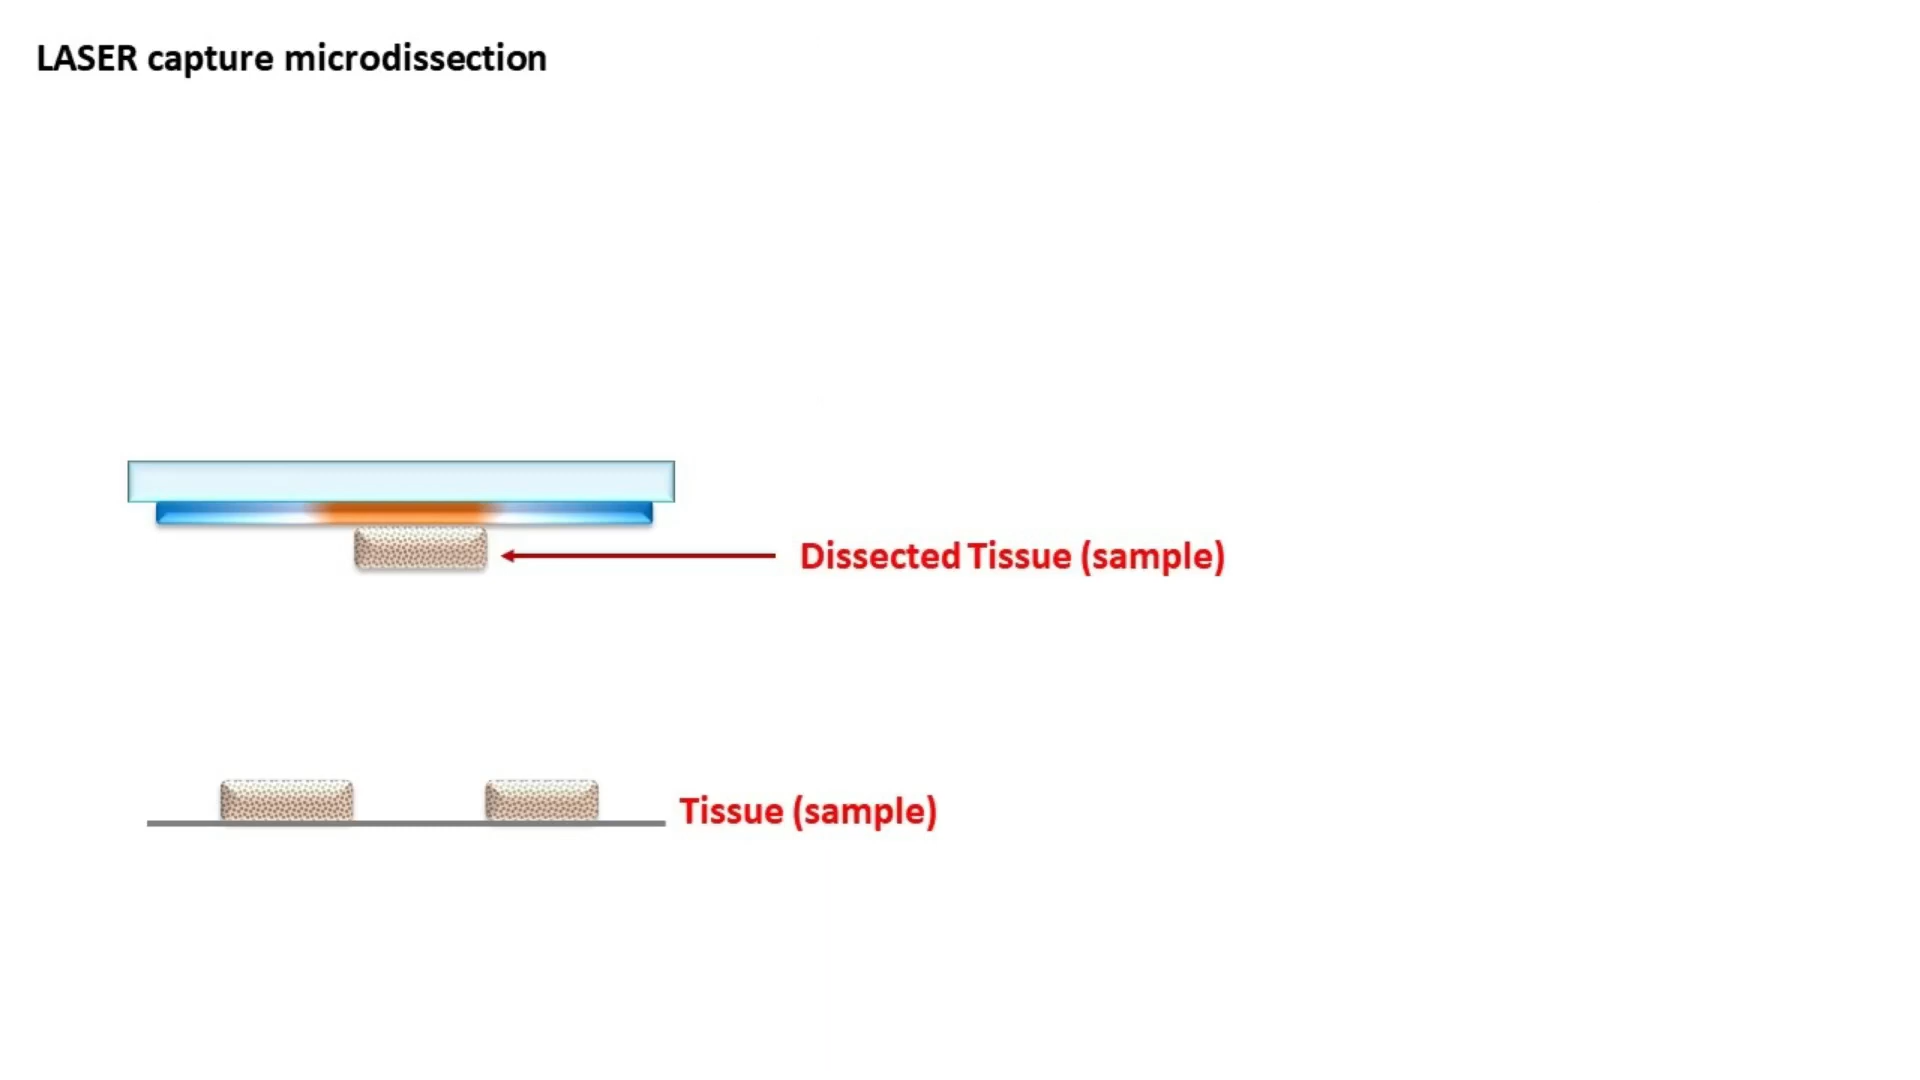 LASER capture microdissection
Dissected Tissue (sample)
Tissue (sample)